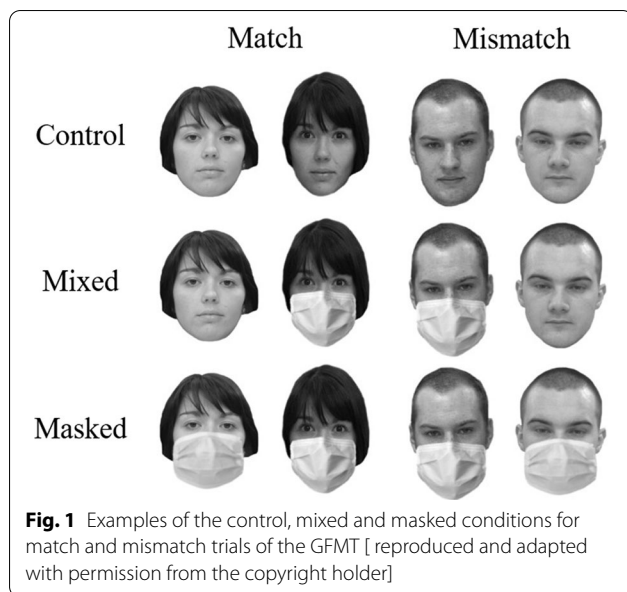 Match Mismatch
Control
Mixed
Masked
Fig. 1 Examples of the control, mixed and masked conditions for
match and mismatch trials of the GFMT [ reproduced and adapted
with permission from the copyright holder]